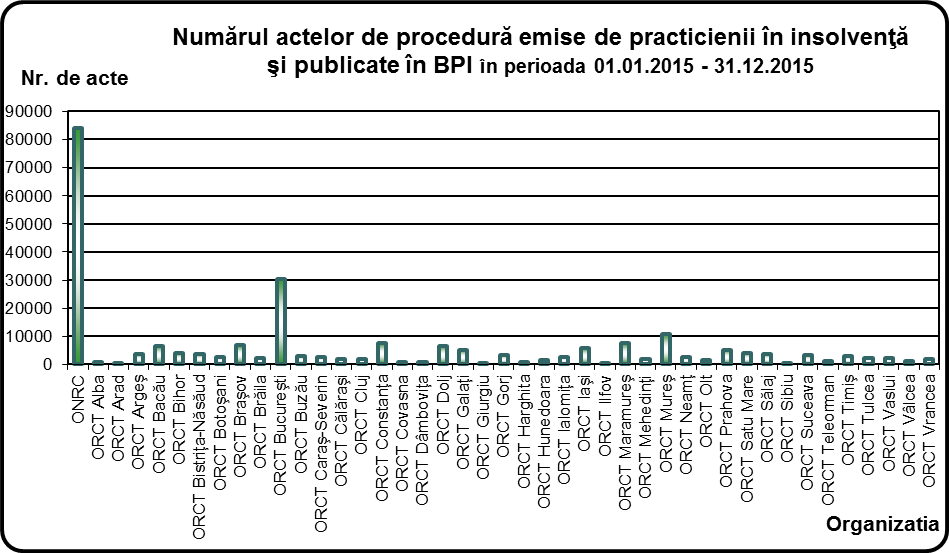 Numărul actelor de procedură emise de practicienii în insolvenţă
şi publicate în BPI în perioada 01.01.2015 - 31.12.2015
Nr. de acte
90000
80000
70000
60000
50000
40000
30000
20000
10000
0
ONRC
ORCT Alba
ORCT Arad
ORCT Argeş
ORCT Bacău
ORCT Bihor
ORCT Bistriţa-Năsăud
ORCT Botoşani
ORCT Braşov
ORCT Brăila
ORCT Bucureşti
ORCT Buzău
ORCT Caraş-Severin
ORCT Călăraşi
ORCT Cluj
ORCT Constanţa
ORCT Covasna
ORCT Dâmboviţa
ORCT Dolj
ORCT Galaţi
ORCT Giurgiu
ORCT Gorj
ORCT Harghita
ORCT Hunedoara
ORCT Ialomiţa
ORCT Iaşi
ORCT Ilfov
ORCT Maramureş
ORCT Mehedinţi
ORCT Mureş
ORCT Neamţ
ORCT Olt
ORCT Prahova
ORCT Satu Mare
ORCT Sălaj
ORCT Sibiu
ORCT Suceava
ORCT Teleorman
ORCT Timiş
ORCT Tulcea
ORCT Vaslui
ORCT Vâlcea
ORCT Vrancea
Organizatia